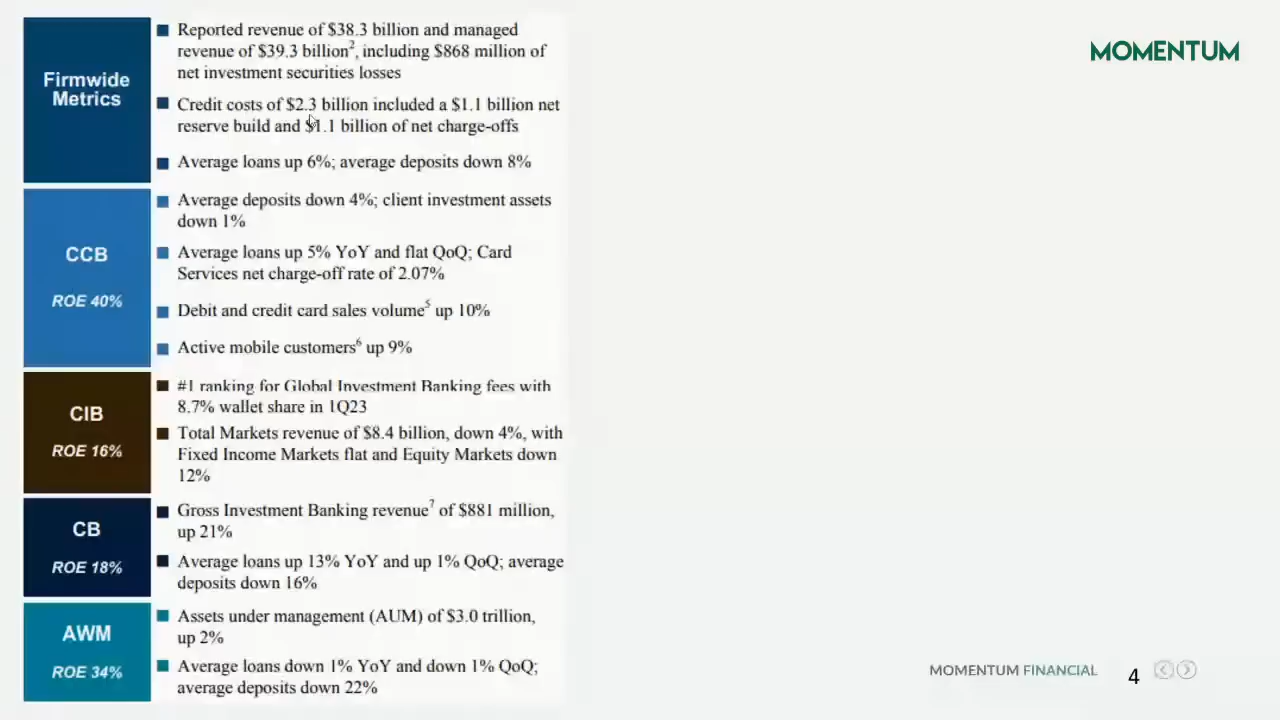 MOMENTUM
Firmwide
Metrics
Reported revenue of $38.3 billion and managed
revenue of $39.3 billion2, including $868 million of
net investment securities losses
Credit costs of $2.3 billion included a $1.1 billion net
reserve build and $1.1 billion of net charge-offs
Average loans up 6%; average deposits down 8%
CCB
ROE 40%
Average deposits down 4%; client investment assets
down 1%
Average loans up 5% YoY and flat QoQ; Card
Services net charge-off rate of 2.07%
Debit and credit card sales volume5 up 10%
Active mobile customers6 up 9%
CIB
ROE 16%
#1 ranking for Global Investment Banking fees with
8.7% wallet share in 1Q23
Total Markets revenue of $8.4 billion, down 4%, with
Fixed Income Markets flat and Equity Markets down
12%
CB
ROE 18%
Gross Investment Banking revenue7 of $881 million,
up 21%
Average loans up 13% YoY and up 1% QoQ; average
deposits down 16%
AWM
ROE 34%
Assets under management (AUM) of $3.0 trillion,
up 2%
Average loans down 1% YoY and down 1% QoQ;
average deposits down 22%
MOMENTUM FINANCIAL
4